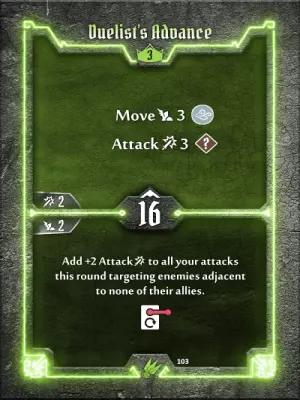 Duelist's Advance
3
Move 3
Attack 3 ?
2
16
2
Add +2 Attack to all your attacks
this round targeting enemies adjacent
to none of their allies.
103